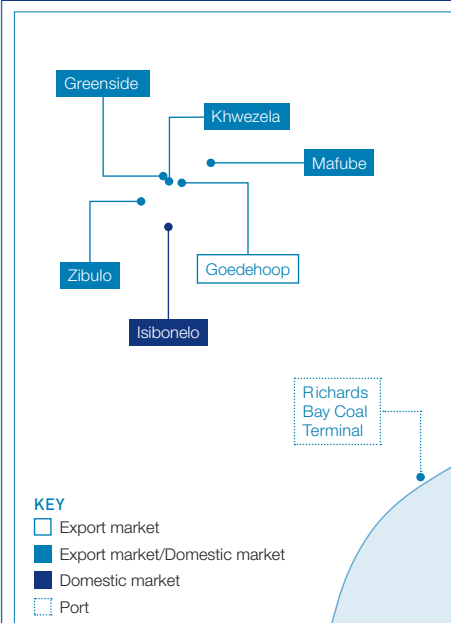 Greenside
Khwezela
Mafube
Goedehoop
Zibulo
Isibonelo
Richards
Bay Coal
Terminal
KEY
Export market
Export market/Domestic market
Domestic market
Port